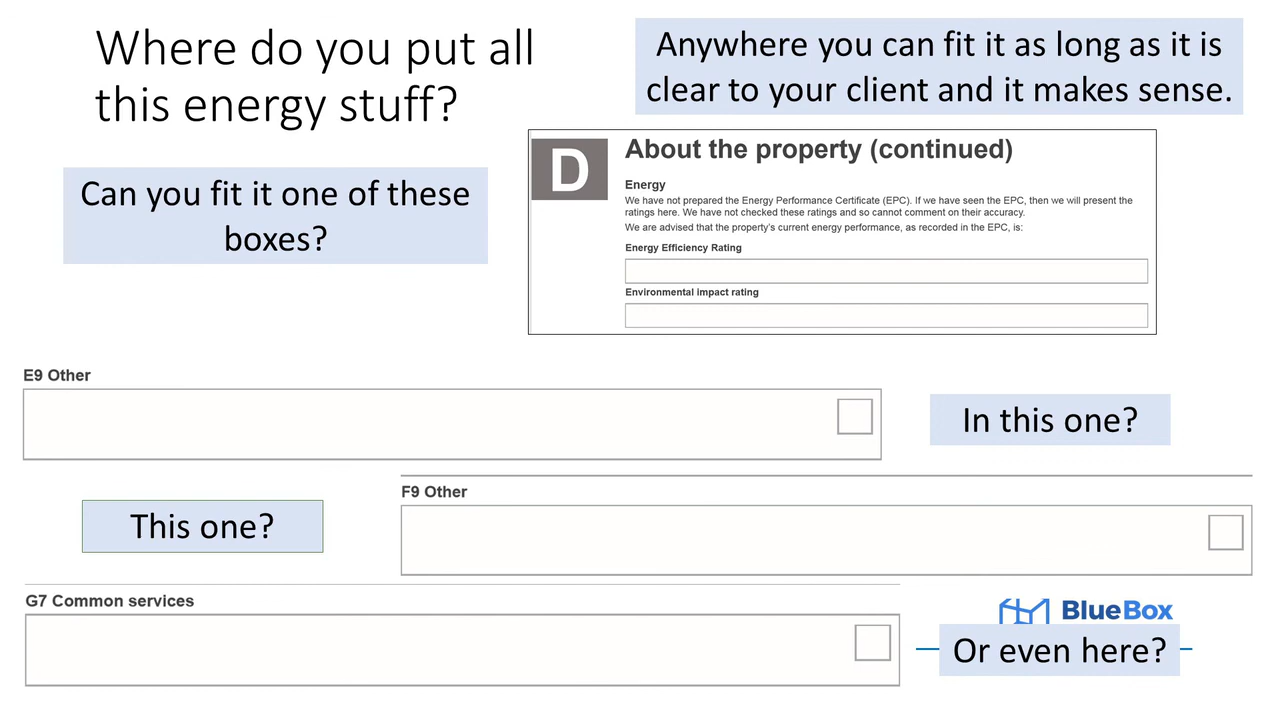 Where do you put all
this energy stuff?
Anywhere you can fit it as long as it is
clear to your client and it makes sense.
Can you fit it one of these
boxes?
D
About the property (continued)
Energy
We have not prepared the Energy Performance Certificate (EPC). If we have seen the EPC, then we will present the
ratings here. We have not checked these ratings and so cannot comment on their accuracy.
We are advised that the property's current energy performance, as recorded in the EPC, is:
Energy Efficiency Rating
Environmental impact rating
E9 Other
In this one?
F9 Other
This one?
G7 Common services
BlueBox
Or even here?